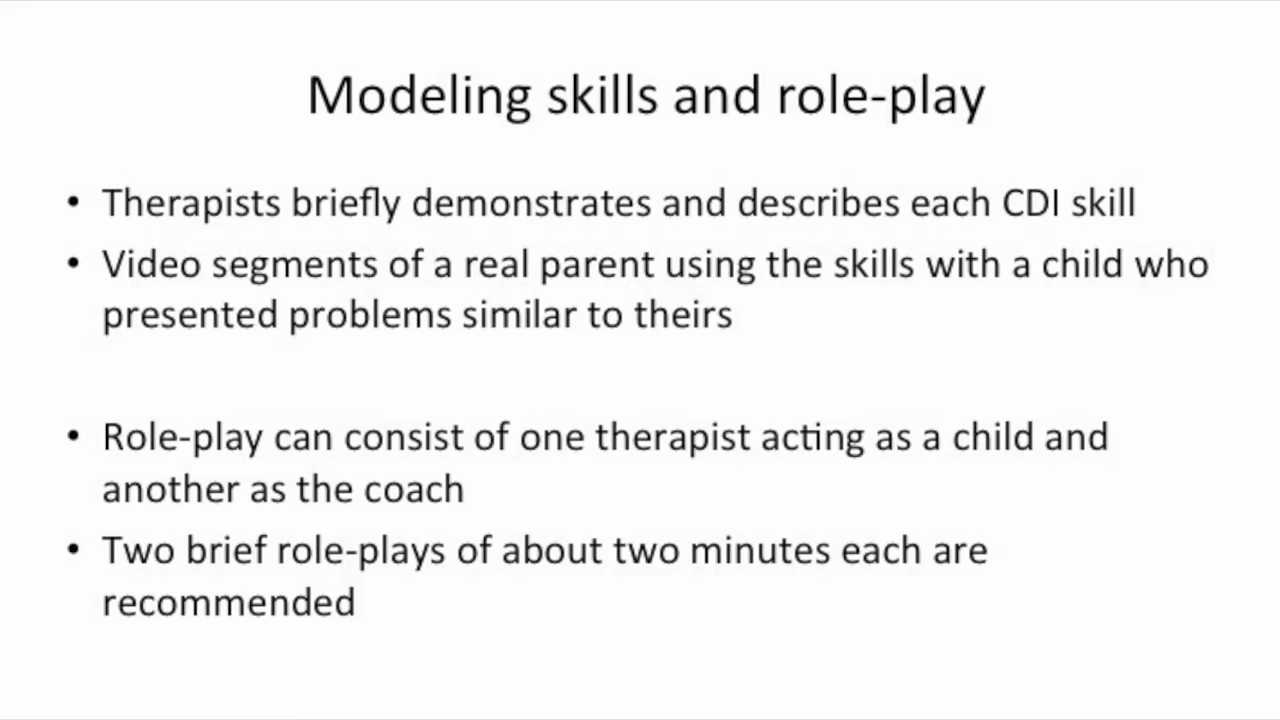 Modeling skills and role-play
• Therapists briefly demonstrates and describes each CDI skill
• Video segments of a real parent using the skills with a child who
presented problems similar to theirs
• Role-play can consist of one therapist acting as a child and
another as the coach
• Two brief role-plays of about two minutes each are
recommended